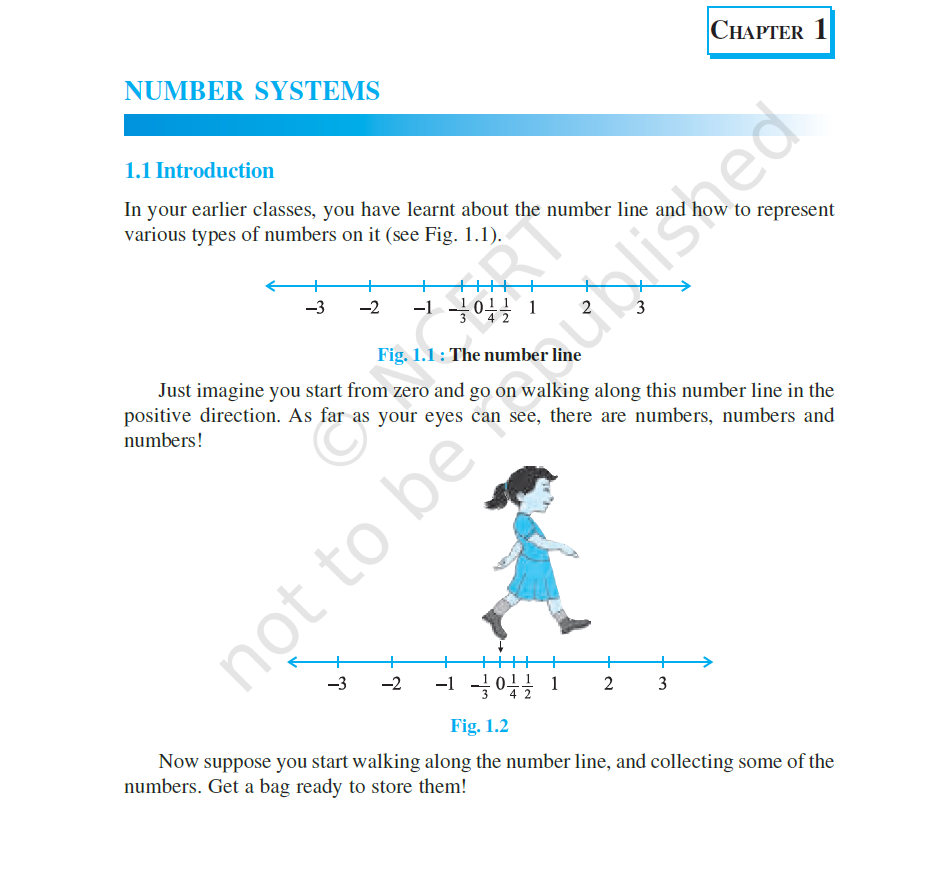 CHAPTER 1
NUMBER SYSTEMS
1.1 Introduction
In your earlier classes, you have learnt about the number line and how to represent
various types of numbers on it (see Fig. 1.1).
–3 –2 –1 –1/3 0 1/4 1/2 1 2 3
Fig. 1.1 : The number line
Just imagine you start from zero and go on walking along this number line in the
positive direction. As far as your eyes can see, there are numbers, numbers and
numbers!
–3 –2 –1 –1/3 0 1/4 1/2 1 2 3
Fig. 1.2
Now suppose you start walking along the number line, and collecting some of the
numbers. Get a bag ready to store them!
© NCERT
not to be republished